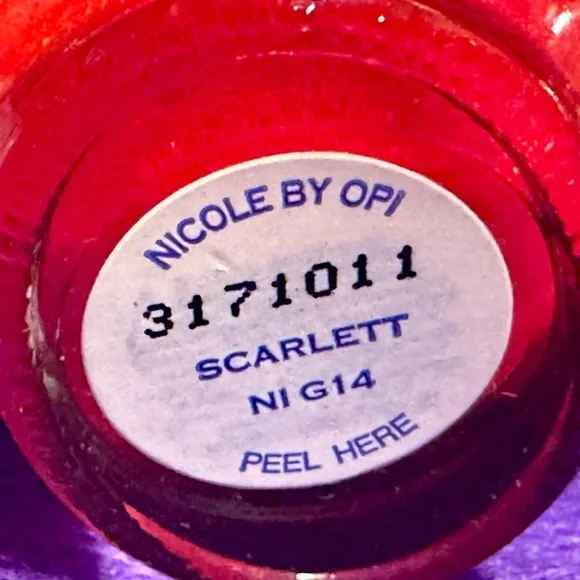 NICOLE BY OPI
3171011
SCARLETT
NI G14
PEEL HERE